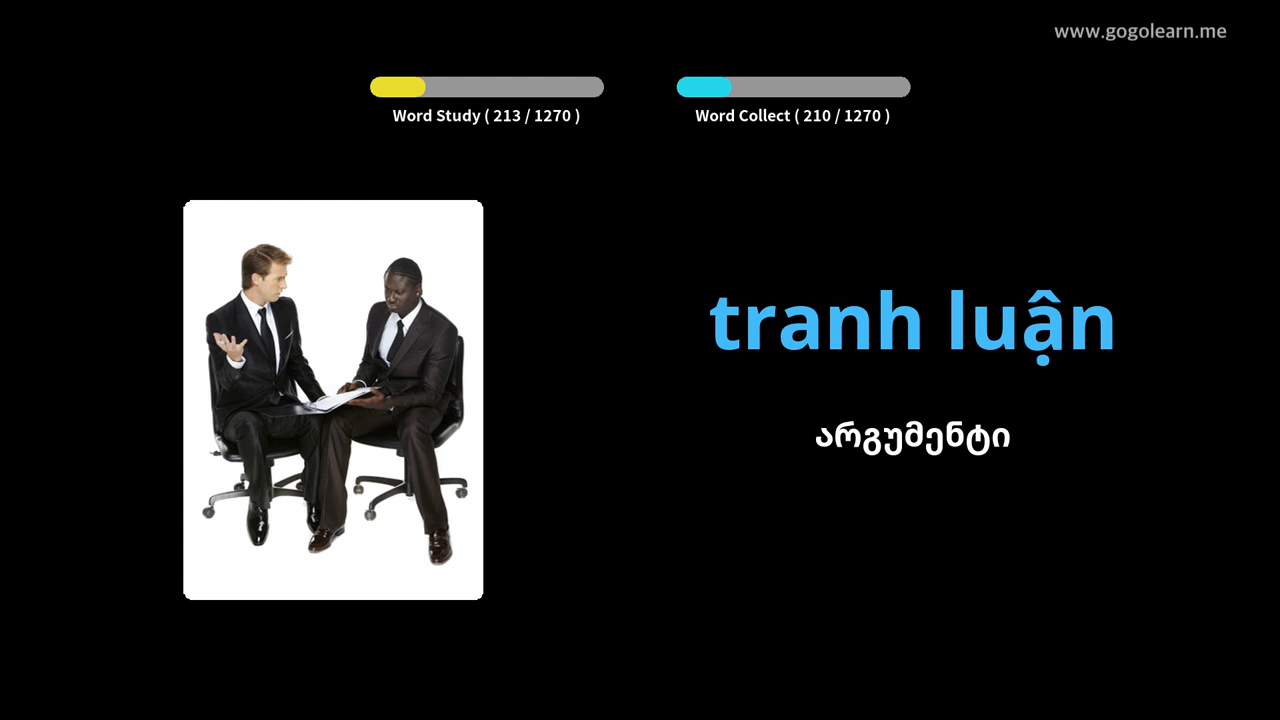 www.gogolearn.me
Word Study ( 213 / 1270 )
Word Collect ( 210 / 1270 )
tranh luận
არგუმენტი